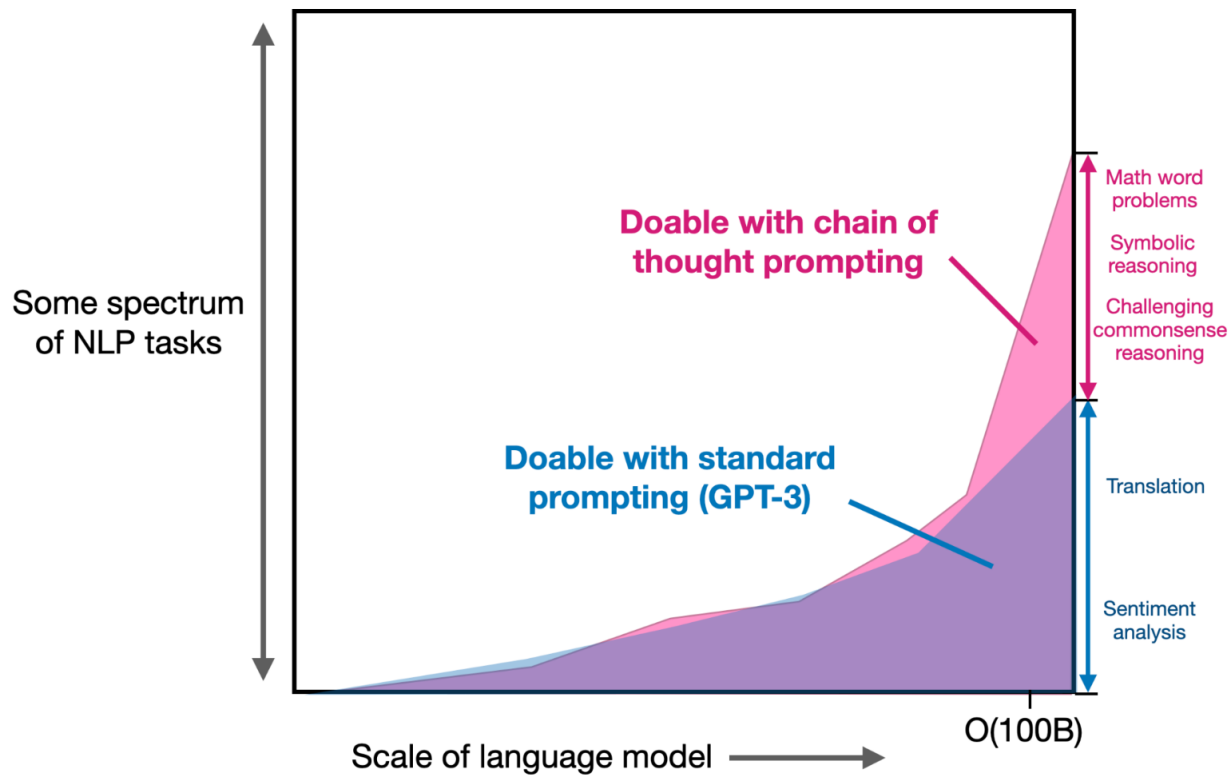 Some spectrum
of NLP tasks
Doable with chain of
thought prompting
Doable with standard
prompting (GPT-3)
Math word
problems
Symbolic
reasoning
Challenging
commonsense
reasoning
Translation
Sentiment
analysis
O(100B)
Scale of language model